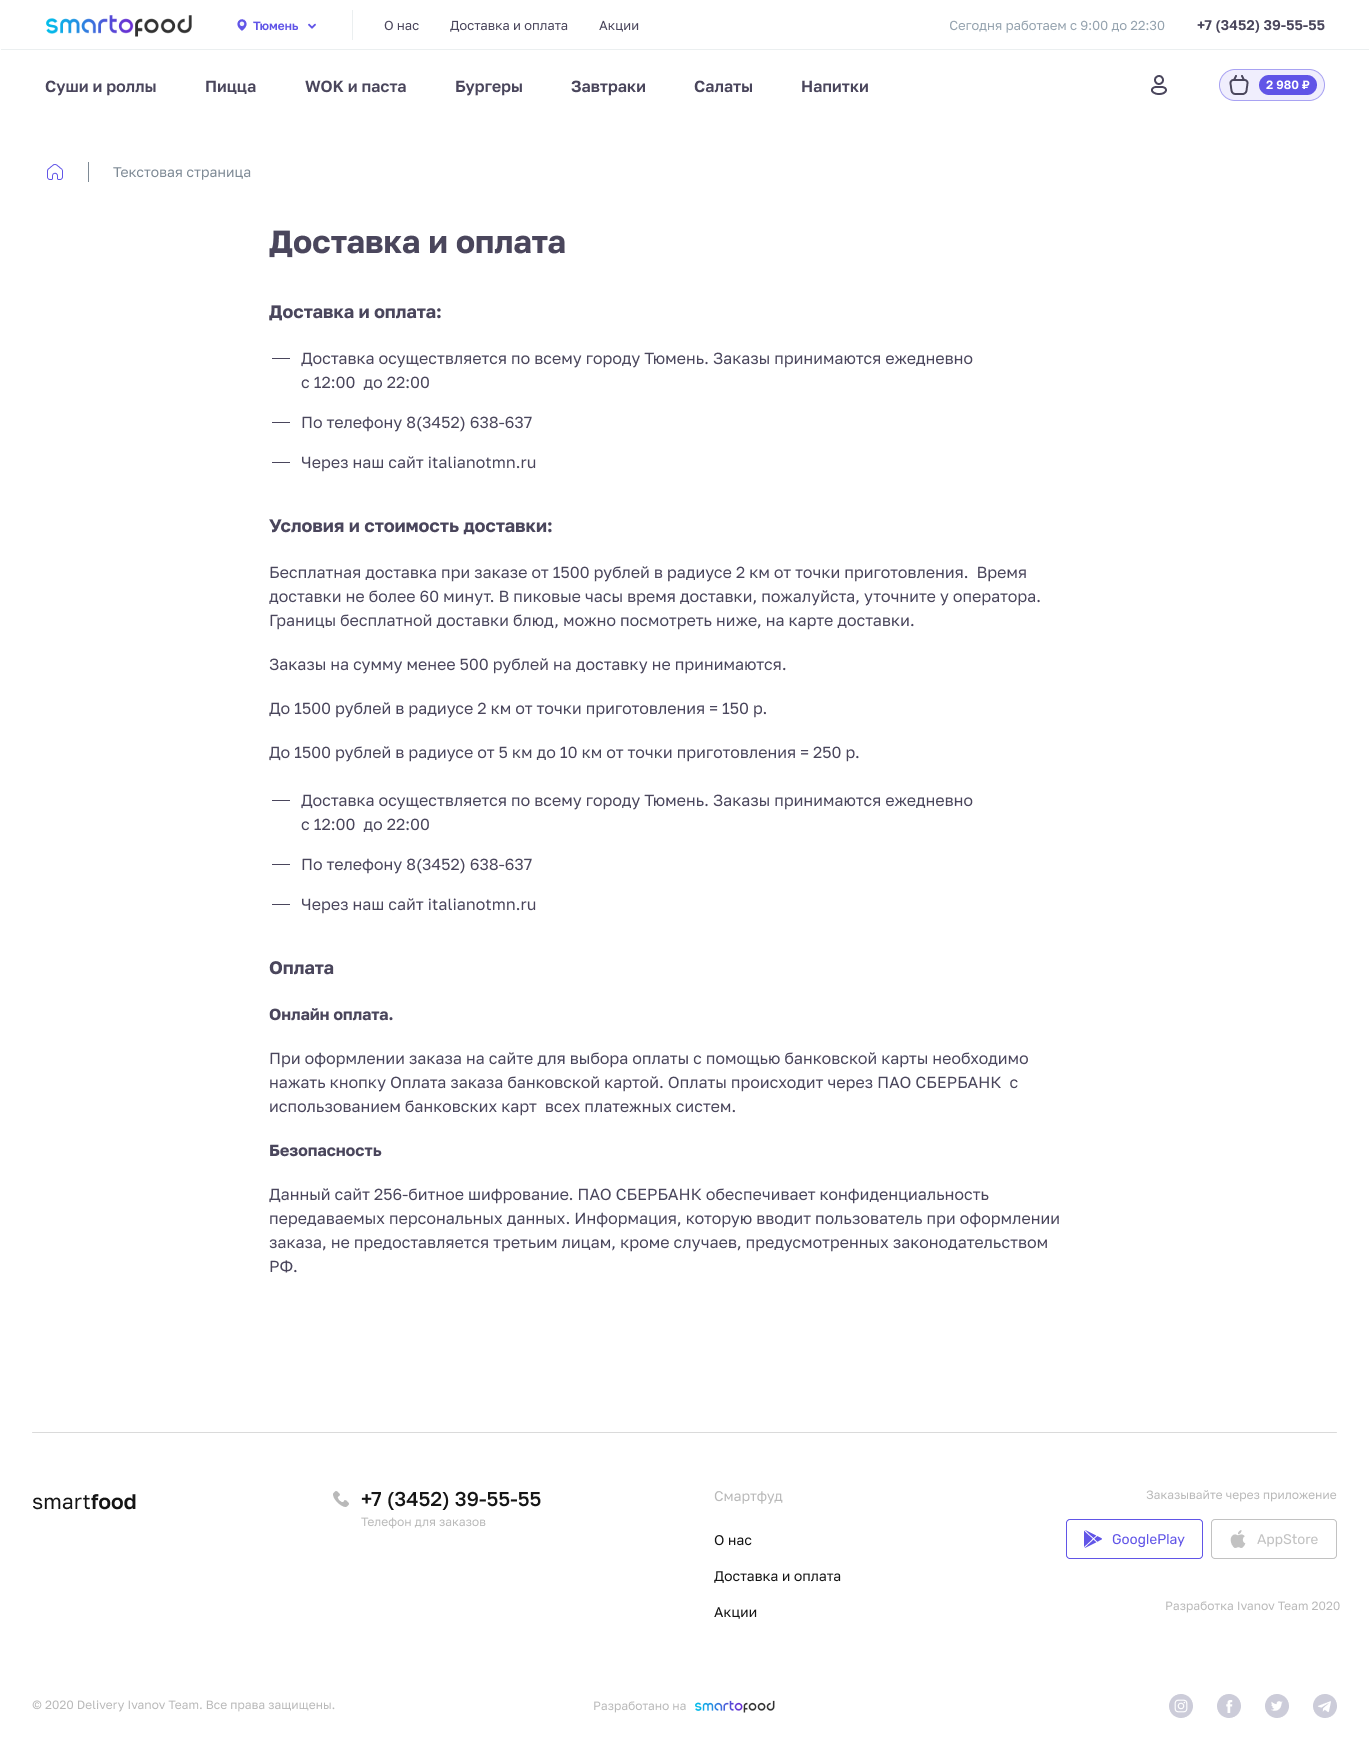 smartofood
Тюмень
О нас
Доставка и оплата
Акции
Сегодня работаем с 9:00 до 22:30
+7 (3452) 39-55-55
Суши и роллы
Пицца
WOK и паста
Бургеры
Завтраки
Салаты
Напитки
2 980 ₽
Текстовая страница
Доставка и оплата
Доставка и оплата:
— Доставка осуществляется по всему городу Тюмень. Заказы принимаются ежедневно
с 12:00  до 22:00
— По телефону 8(3452) 638-637
— Через наш сайт italianotmn.ru
Условия и стоимость доставки:
Бесплатная доставка при заказе от 1500 рублей в радиусе 2 км от точки приготовления.  Время
доставки не более 60 минут. В пиковые часы время доставки, пожалуйста, уточните у оператора.
Границы бесплатной доставки блюд, можно посмотреть ниже, на карте доставки.
Заказы на сумму менее 500 рублей на доставку не принимаются.
До 1500 рублей в радиусе 2 км от точки приготовления = 150 р.
До 1500 рублей в радиусе от 5 км до 10 км от точки приготовления = 250 р.
— Доставка осуществляется по всему городу Тюмень. Заказы принимаются ежедневно
с 12:00  до 22:00
— По телефону 8(3452) 638-637
— Через наш сайт italianotmn.ru
Оплата
Онлайн оплата.
При оформлении заказа на сайте для выбора оплаты с помощью банковской карты необходимо
нажать кнопку Оплата заказа банковской картой. Оплаты происходит через ПАО СБЕРБАНК  с
использованием банковских карт  всех платежных систем.
Безопасность
Данный сайт 256-битное шифрование. ПАО СБЕРБАНК обеспечивает конфиденциальность
передаваемых персональных данных. Информация, которую вводит пользователь при оформлении
заказа, не предоставляется третьим лицам, кроме случаев, предусмотренных законодательством
РФ.
smartfood
+7 (3452) 39-55-55
Телефон для заказов
Смартфуд
О нас
Доставка и оплата
Акции
Заказывайте через приложение
GooglePlay
AppStore
Разработка Ivanov Team 2020
© 2020 Delivery Ivanov Team. Все права защищены.
Разработано на smartofood